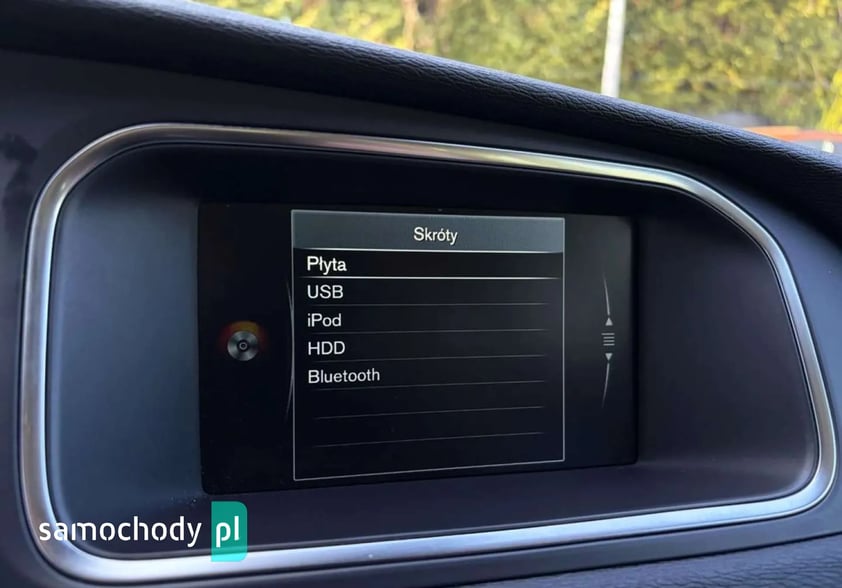 Skróty
Płyta
USB
iPod
HDD
Bluetooth
samochody pl